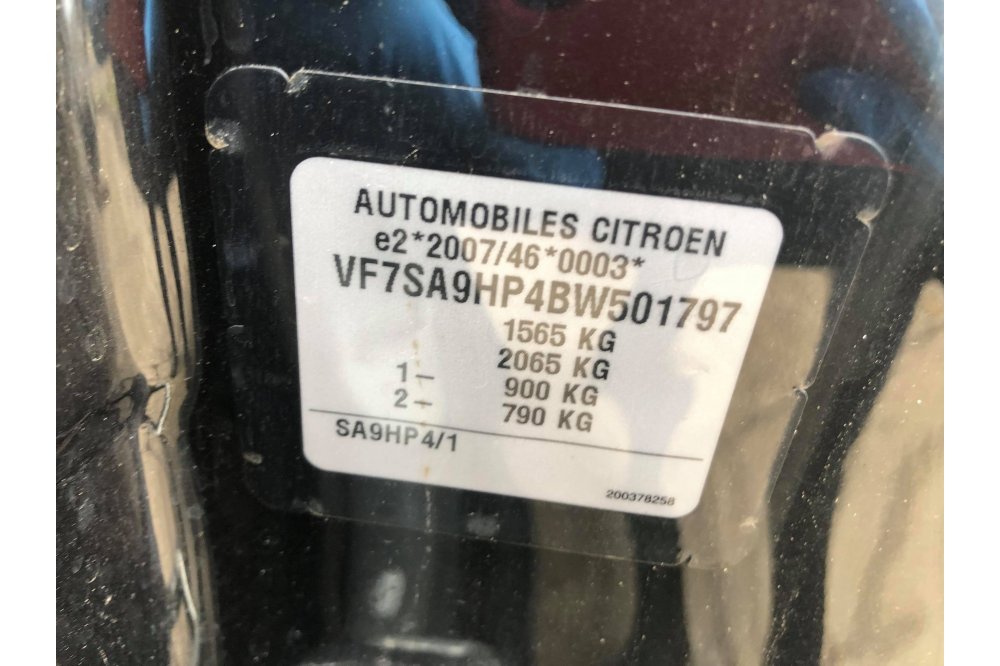 AUTOMOBILES CITROEN
e2*2007/46*0003*
VF7SA9HP4BW501797
1565 KG
2065 KG
1- 900 KG
2- 790 KG
SA9HP4/1
200378258